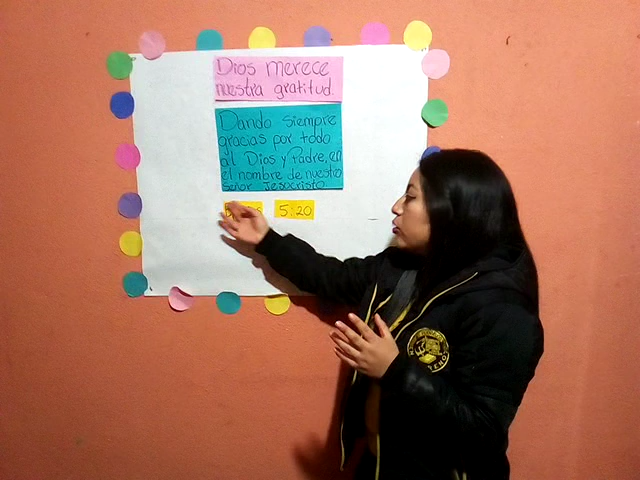 Dios merece
nuestra gratitud.
Dando siempre
gracias por todo
al Dios y Padre, en
el nombre de nuestro
Señor Jesucristo
5:20